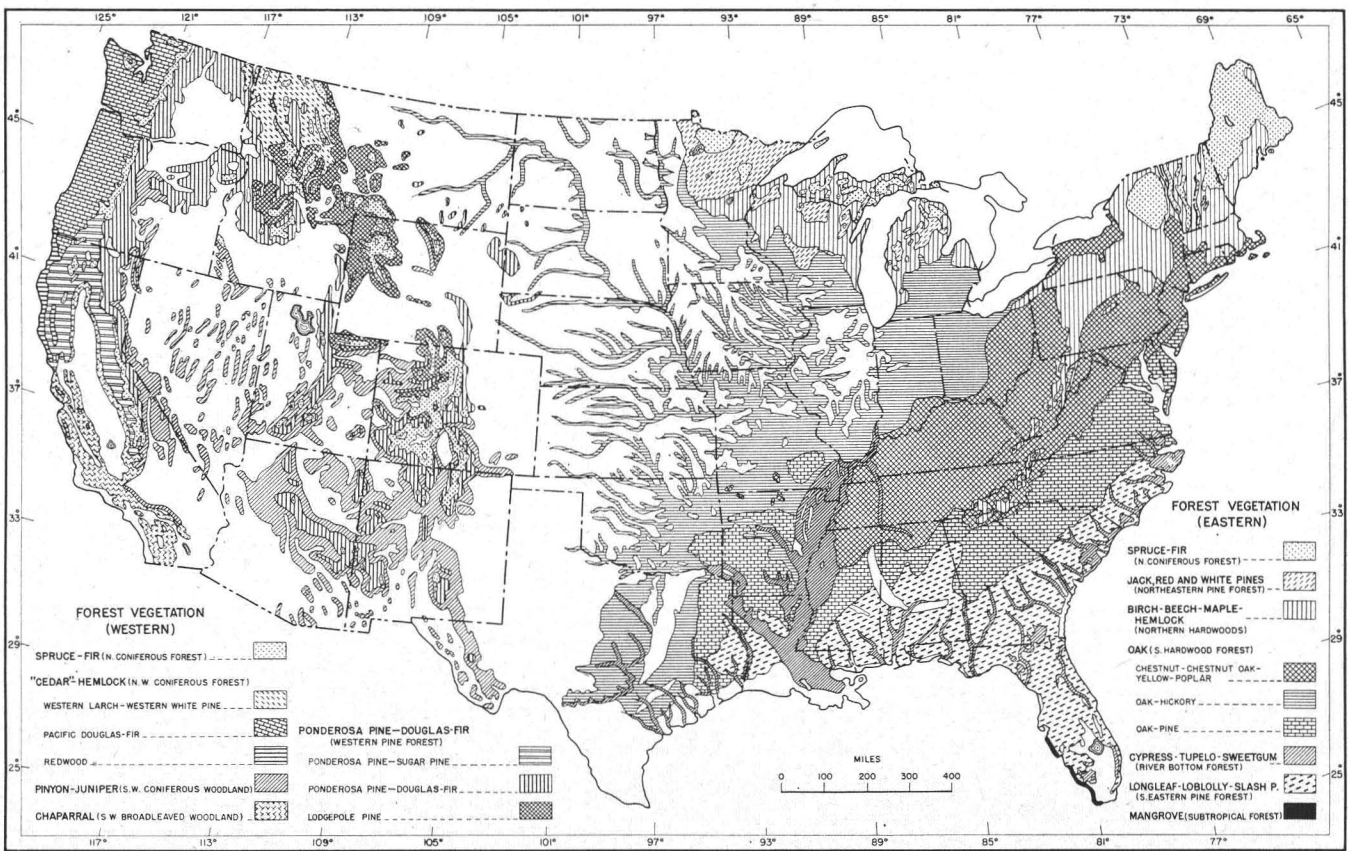 125° 121° 117° 113° 109° 105° 101° 97° 93° 89° 85° 81° 77° 73° 69° 65°
45° 45°
41° 41°
37° 37°
33° 33°
29° 29°
25° 25°
FOREST VEGETATION
(WESTERN)
SPRUCE-FIR (N. CONIFEROUS FOREST)
"CEDAR"-HEMLOCK (N.W. CONIFEROUS FOREST)
WESTERN LARCH-WESTERN WHITE PINE
PACIFIC DOUGLAS-FIR
REDWOOD
PINYON-JUNIPER (S.W. CONIFEROUS WOODLAND)
CHAPARRAL (S W BROADLEAVED WOODLAND)
PONDEROSA PINE-DOUGLAS-FIR
(WESTERN PINE FOREST)
PONDEROSA PINE-SUGAR PINE
PONDEROSA PINE-DOUGLAS-FIR
LODGEPOLE PINE
MILES
0 100 200 300 400
FOREST VEGETATION
(EASTERN)
SPRUCE-FIR
(N. CONIFEROUS FOREST)
JACK, RED AND WHITE PINES
(NORTHEASTERN PINE FOREST)
BIRCH-BEECH-MAPLE-
HEMLOCK
(NORTHERN HARDWOODS)
OAK (S. HARDWOOD FOREST)
CHESTNUT-CHESTNUT OAK-
YELLOW-POPLAR
OAK-HICKORY
OAK-PINE
CYPRESS-TUPELO-SWEETGUM
(RIVER BOTTOM FOREST)
LONGLEAF-LOBLOLLY-SLASH P.
(S.EASTERN PINE FOREST)
MANGROVE (SUBTROPICAL FOREST)
117° 113° 109° 105° 101° 97° 93° 89° 85° 81° 77°